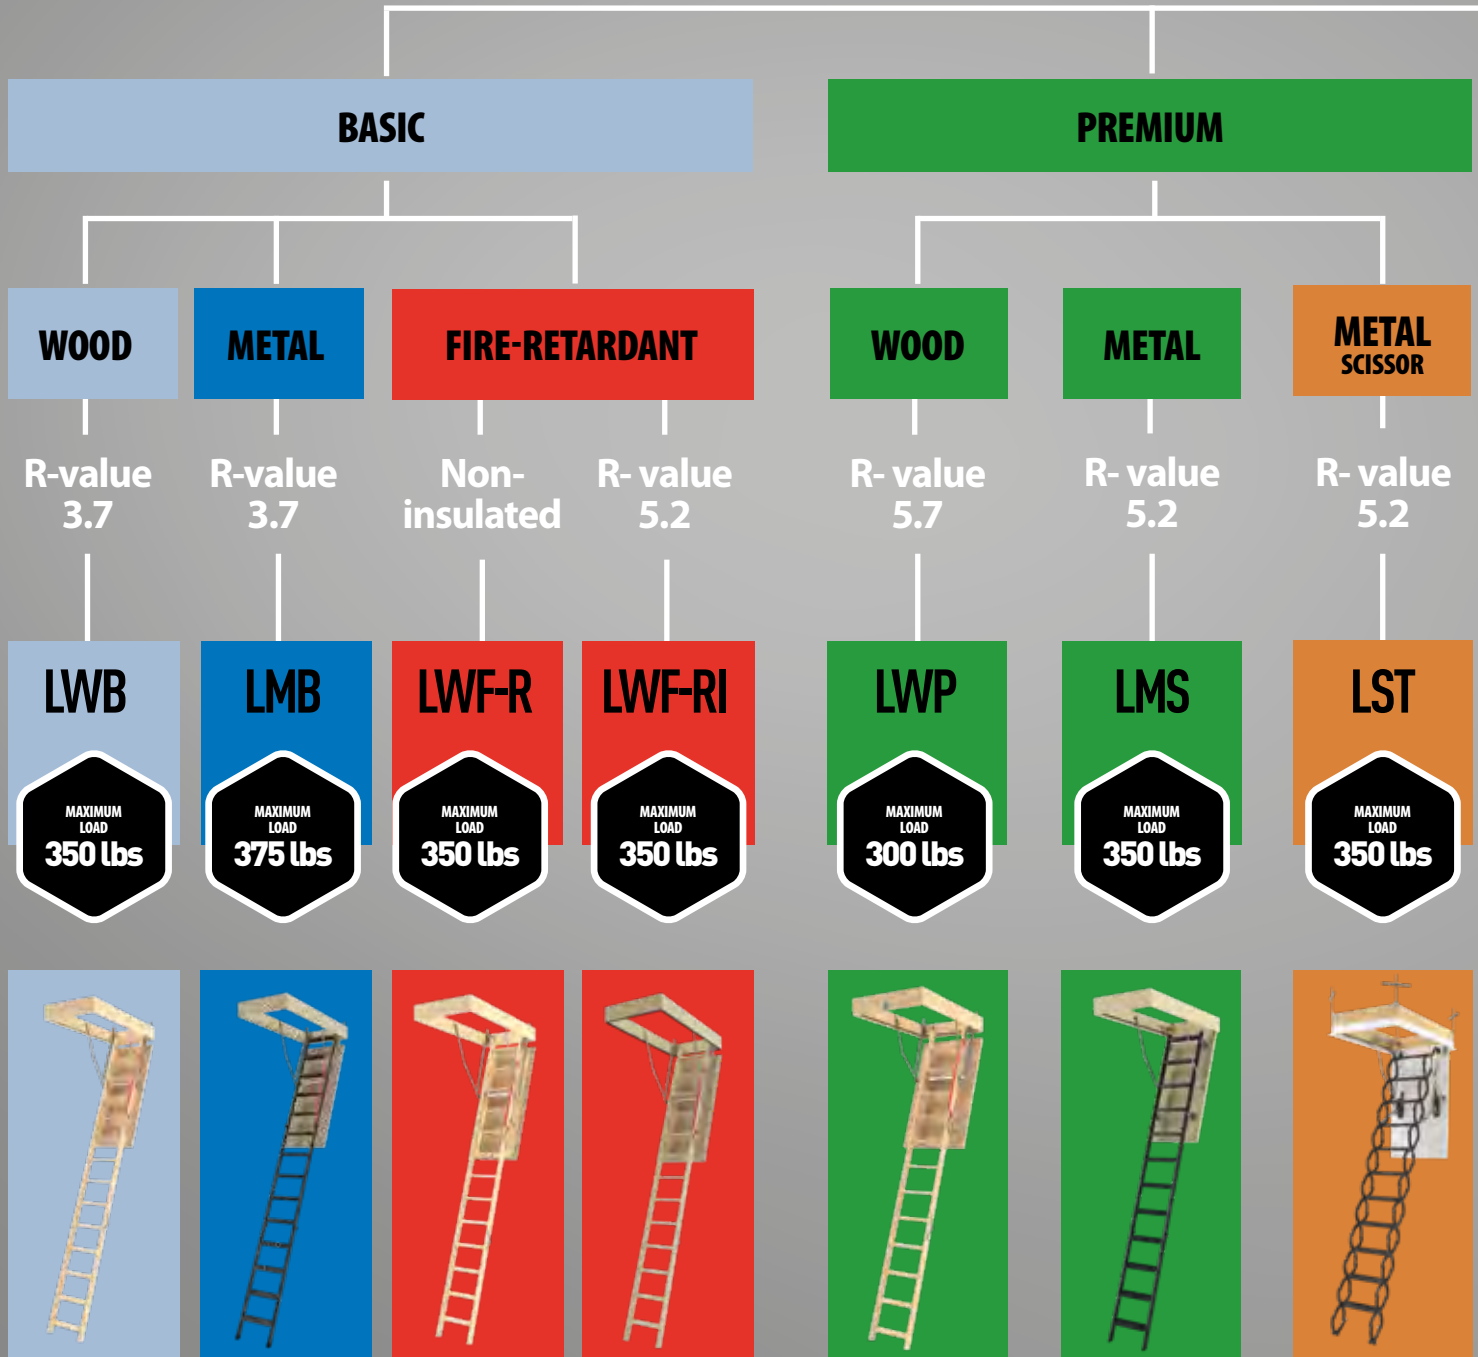 BASIC
PREMIUM
WOOD
METAL
FIRE-RETARDANT
WOOD
METAL
METAL
SCISSOR
R-value
3.7
R-value
3.7
Non-
insulated
R- value
5.2
R- value
5.7
R- value
5.2
R- value
5.2
LWB
LMB
LWF-R
LWF-RI
LWP
LMS
LST
MAXIMUM
LOAD
350 lbs
MAXIMUM
LOAD
375 lbs
MAXIMUM
LOAD
350 lbs
MAXIMUM
LOAD
350 lbs
MAXIMUM
LOAD
300 lbs
MAXIMUM
LOAD
350 lbs
MAXIMUM
LOAD
350 lbs